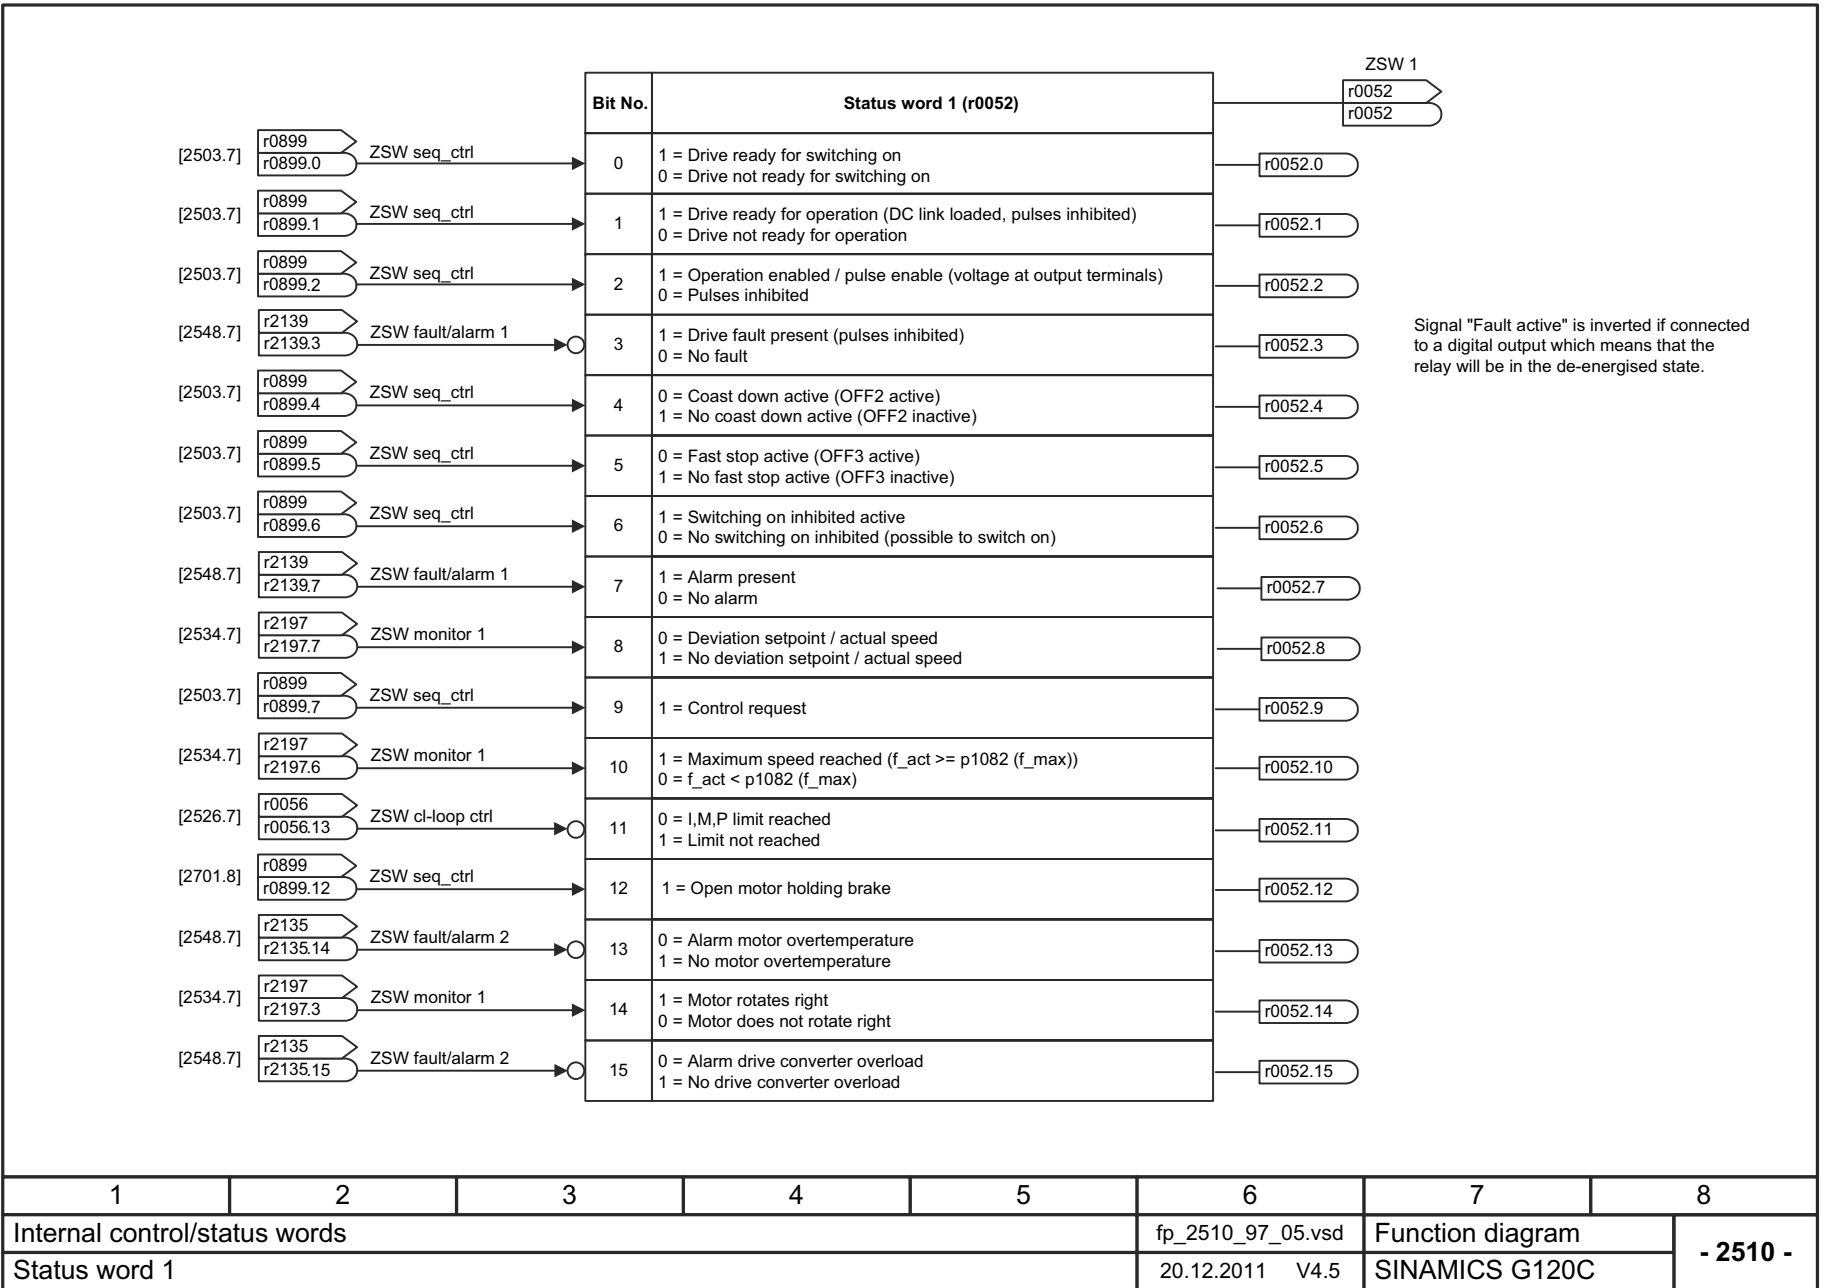 ZSW 1
r0052
r0052
Bit No. Status word 1 (r0052)
[2503.7] r0899 r0899.0 ZSW seq_ctrl 0 1 = Drive ready for switching on
0 = Drive not ready for switching on r0052.0
[2503.7] r0899 r0899.1 ZSW seq_ctrl 1 1 = Drive ready for operation (DC link loaded, pulses inhibited)
0 = Drive not ready for operation r0052.1
[2503.7] r0899 r0899.2 ZSW seq_ctrl 2 1 = Operation enabled / pulse enable (voltage at output terminals)
0 = Pulses inhibited r0052.2
[2548.7] r2139 r2139.3 ZSW fault/alarm 1 3 1 = Drive fault present (pulses inhibited)
0 = No fault r0052.3
Signal "Fault active" is inverted if connected
to a digital output which means that the
relay will be in the de-energised state.
[2503.7] r0899 r0899.4 ZSW seq_ctrl 4 0 = Coast down active (OFF2 active)
1 = No coast down active (OFF2 inactive) r0052.4
[2503.7] r0899 r0899.5 ZSW seq_ctrl 5 0 = Fast stop active (OFF3 active)
1 = No fast stop active (OFF3 inactive) r0052.5
[2503.7] r0899 r0899.6 ZSW seq_ctrl 6 1 = Switching on inhibited active
0 = No switching on inhibited (possible to switch on) r0052.6
[2548.7] r2139 r2139.7 ZSW fault/alarm 1 7 1 = Alarm present
0 = No alarm r0052.7
[2534.7] r2197 r2197.7 ZSW monitor 1 8 0 = Deviation setpoint / actual speed
1 = No deviation setpoint / actual speed r0052.8
[2503.7] r0899 r0899.7 ZSW seq_ctrl 9 1 = Control request r0052.9
[2534.7] r2197 r2197.6 ZSW monitor 1 10 1 = Maximum speed reached (f_act >= p1082 (f_max))
0 = f_act < p1082 (f_max) r0052.10
[2526.7] r0056 r0056.13 ZSW cl-loop ctrl 11 0 = I,M,P limit reached
1 = Limit not reached r0052.11
[2701.8] r0899 r0899.12 ZSW seq_ctrl 12 1 = Open motor holding brake r0052.12
[2548.7] r2135 r2135.14 ZSW fault/alarm 2 13 0 = Alarm motor overtemperature
1 = No motor overtemperature r0052.13
[2534.7] r2197 r2197.3 ZSW monitor 1 14 1 = Motor rotates right
0 = Motor does not rotate right r0052.14
[2548.7] r2135 r2135.15 ZSW fault/alarm 2 15 0 = Alarm drive converter overload
1 = No drive converter overload r0052.15
1 2 3 4 5 6 7 8
Internal control/status words fp_2510_97_05.vsd Function diagram - 2510 -
Status word 1 20.12.2011 V4.5 SINAMICS G120C